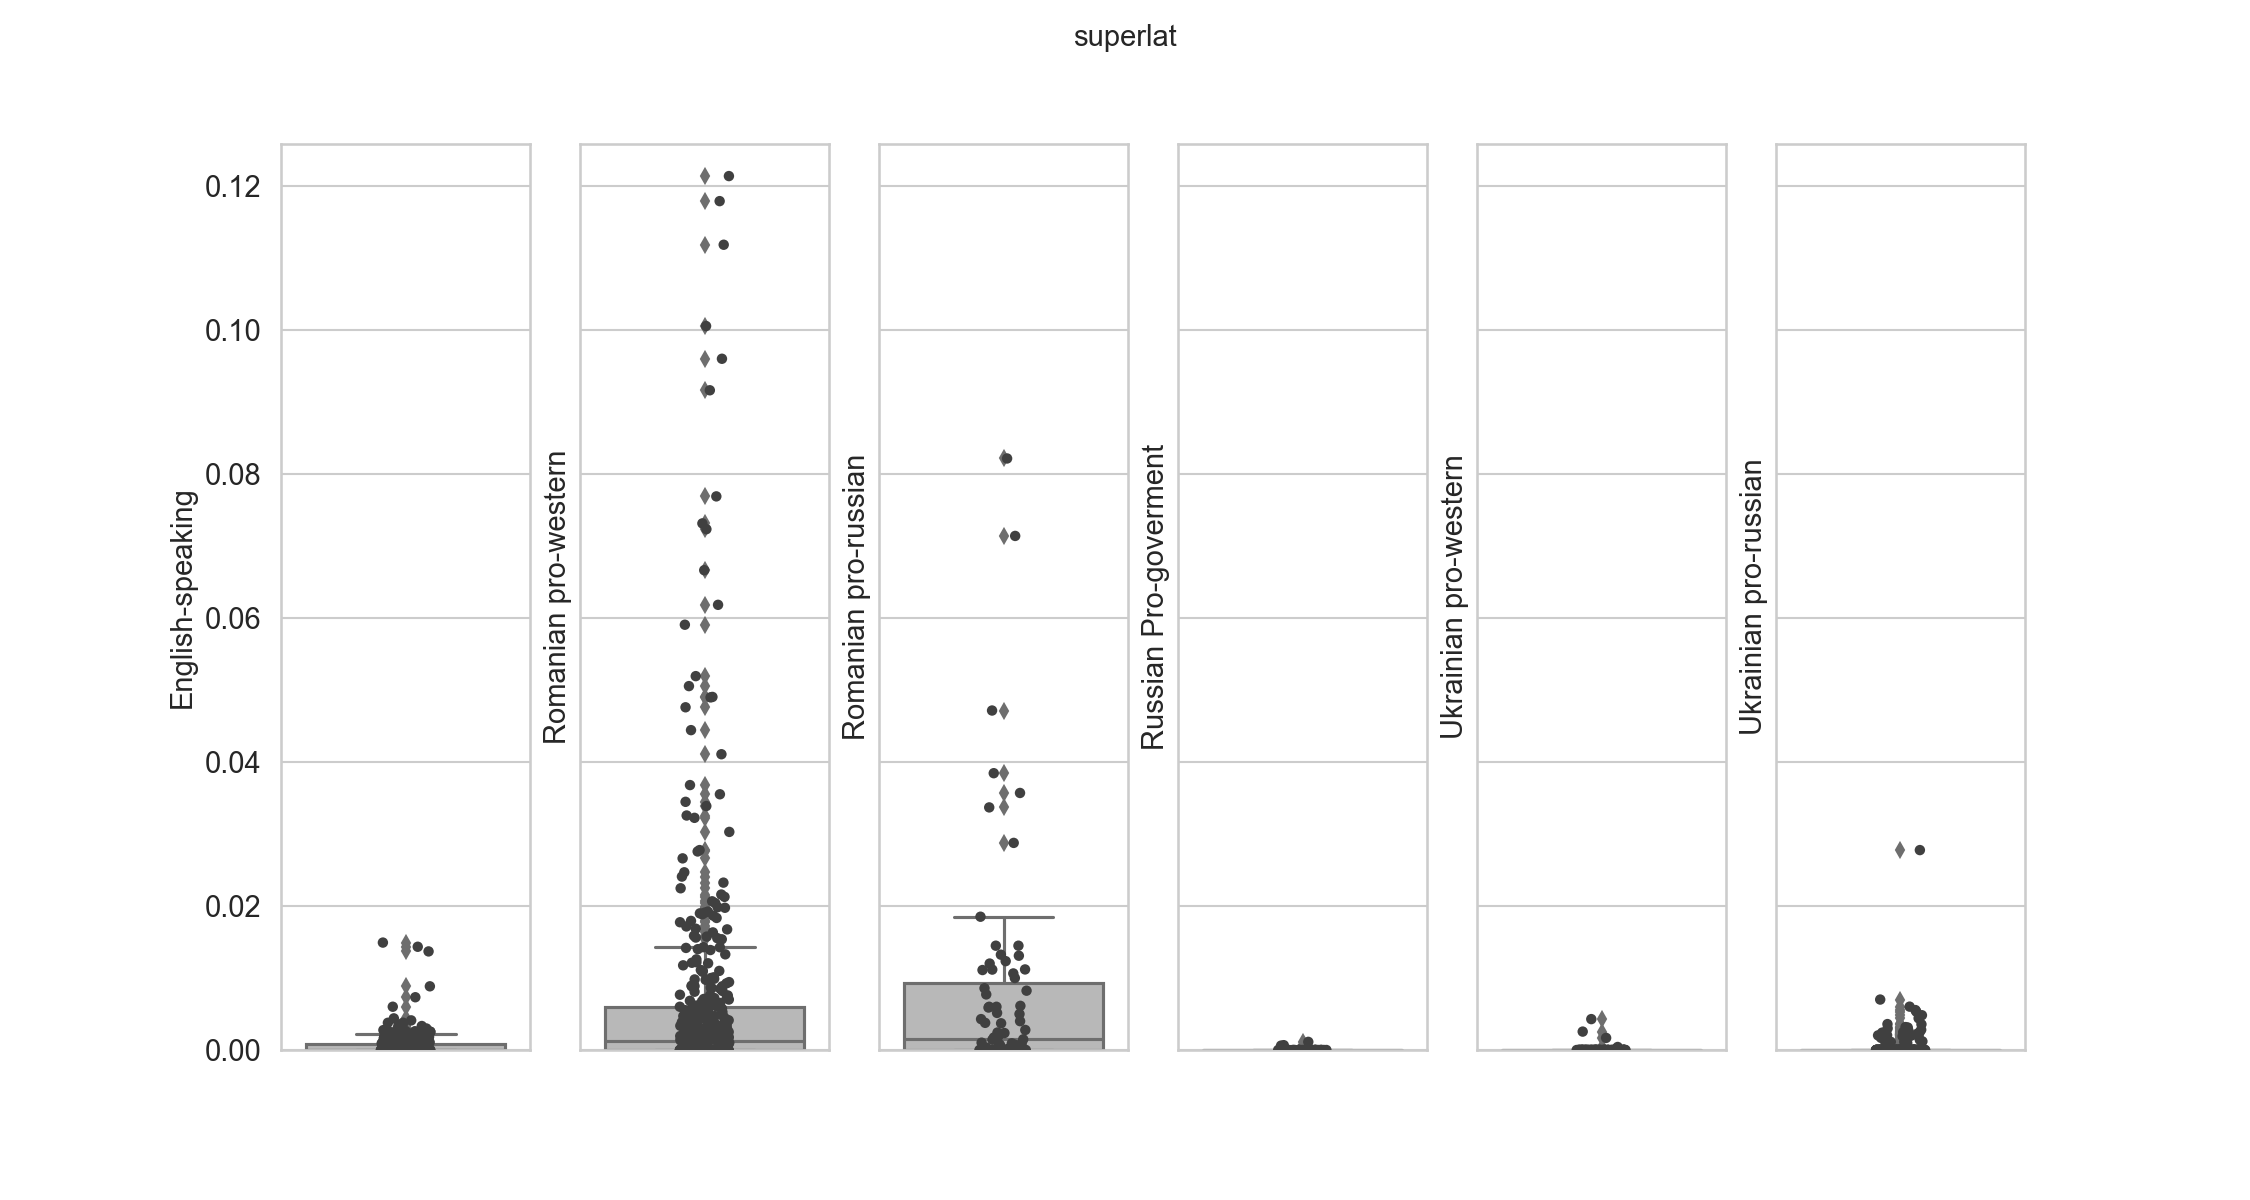 superlat
0.12
0.10
0.08
0.06
0.04
0.02
0.00
English-speaking
Romanian pro-western
Romanian pro-russian
Russian Pro-goverment
Ukrainian pro-western
Ukrainian pro-russian